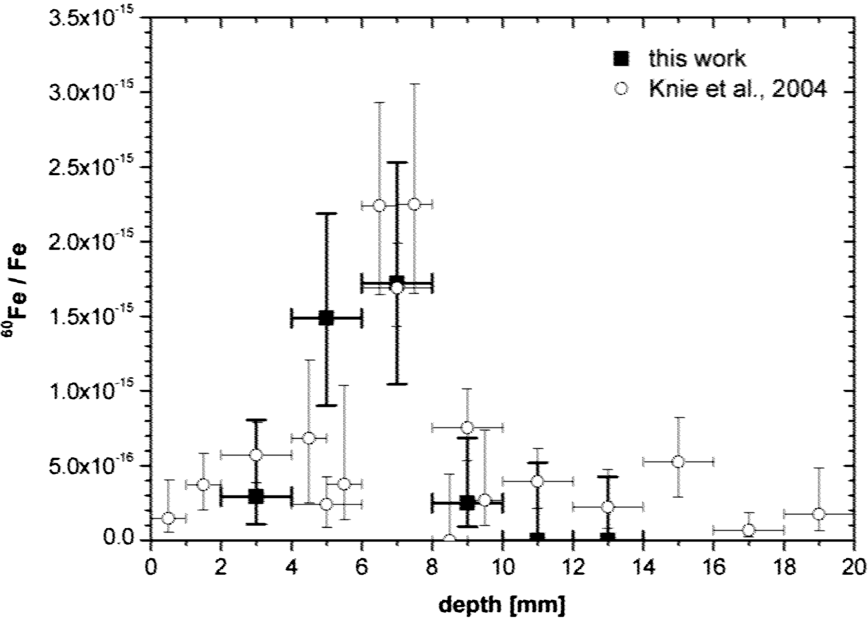 3.5x10⁻¹⁵
this work
3.0x10⁻¹⁵
Knie et al., 2004
2.5x10⁻¹⁵
2.0x10⁻¹⁵
1.5x10⁻¹⁵
1.0x10⁻¹⁵
5.0x10⁻¹⁶
0.0
⁶⁰Fe / Fe
0 2 4 6 8 10 12 14 16 18 20
depth [mm]